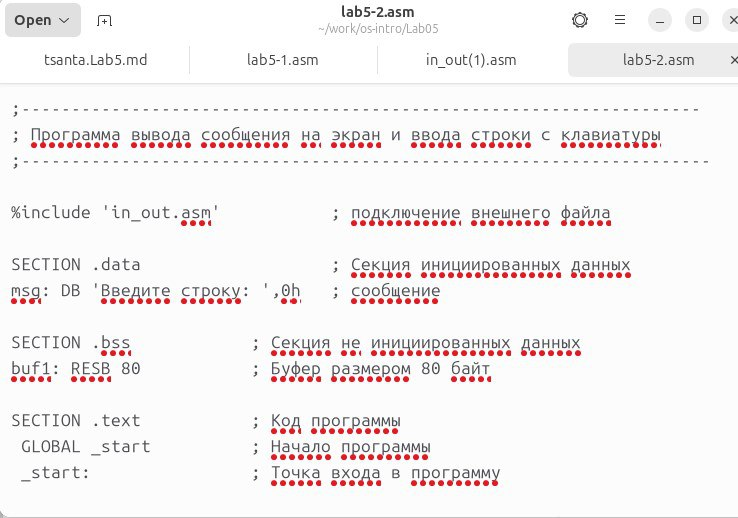 Open
lab5-2.asm
~/work/os-intro/Lab05
tsanta.Lab5.md lab5-1.asm in_out(1).asm lab5-2.asm
;--------------------------------------------------------------------
; Программа вывода сообщения на экран и ввода строки с клавиатуры
;---------------------------------------------------------------------
%include 'in_out.asm' ; подключение внешнего файла
SECTION .data ; Секция инициированных данных
msg: DB 'Введите строку: ',0h ; сообщение
SECTION .bss ; Секция не инициированных данных
buf1: RESB 80 ; Буфер размером 80 байт
SECTION .text ; Код программы
GLOBAL _start ; Начало программы
_start: ; Точка входа в программу